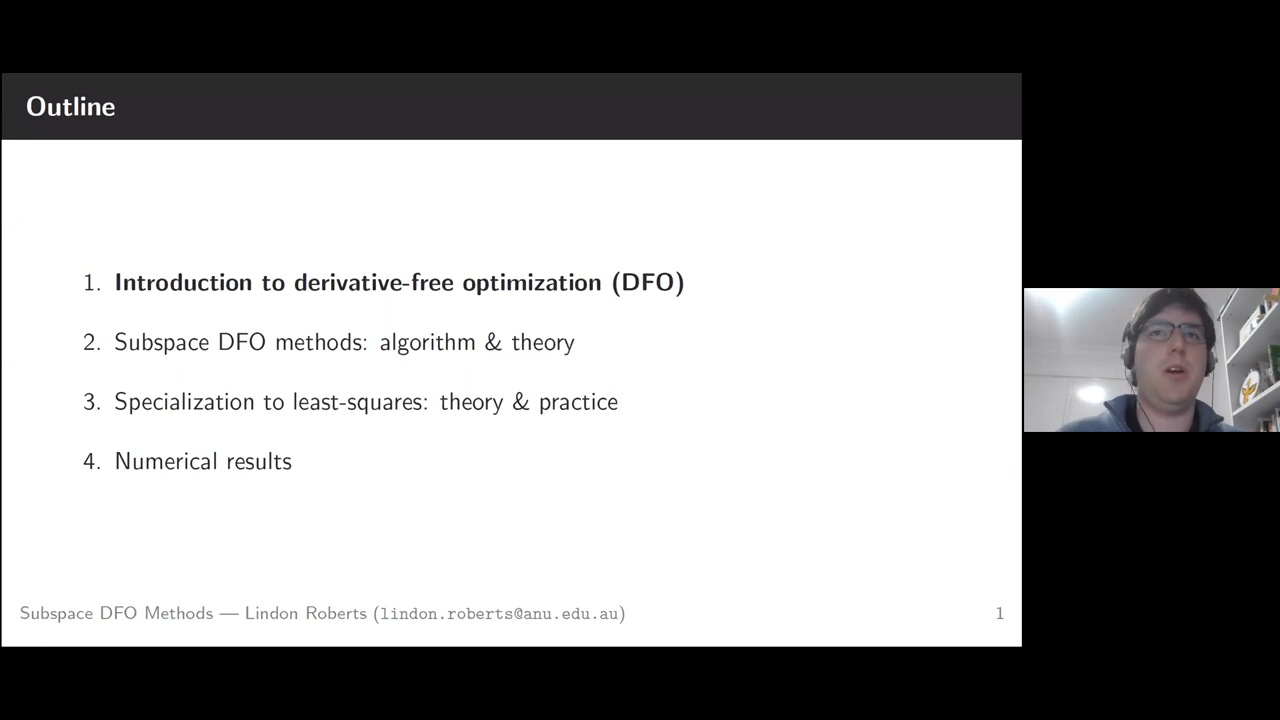 Outline
1. Introduction to derivative-free optimization (DFO)
2. Subspace DFO methods: algorithm & theory
3. Specialization to least-squares: theory & practice
4. Numerical results
Subspace DFO Methods — Lindon Roberts (lindon.roberts@anu.edu.au) 1